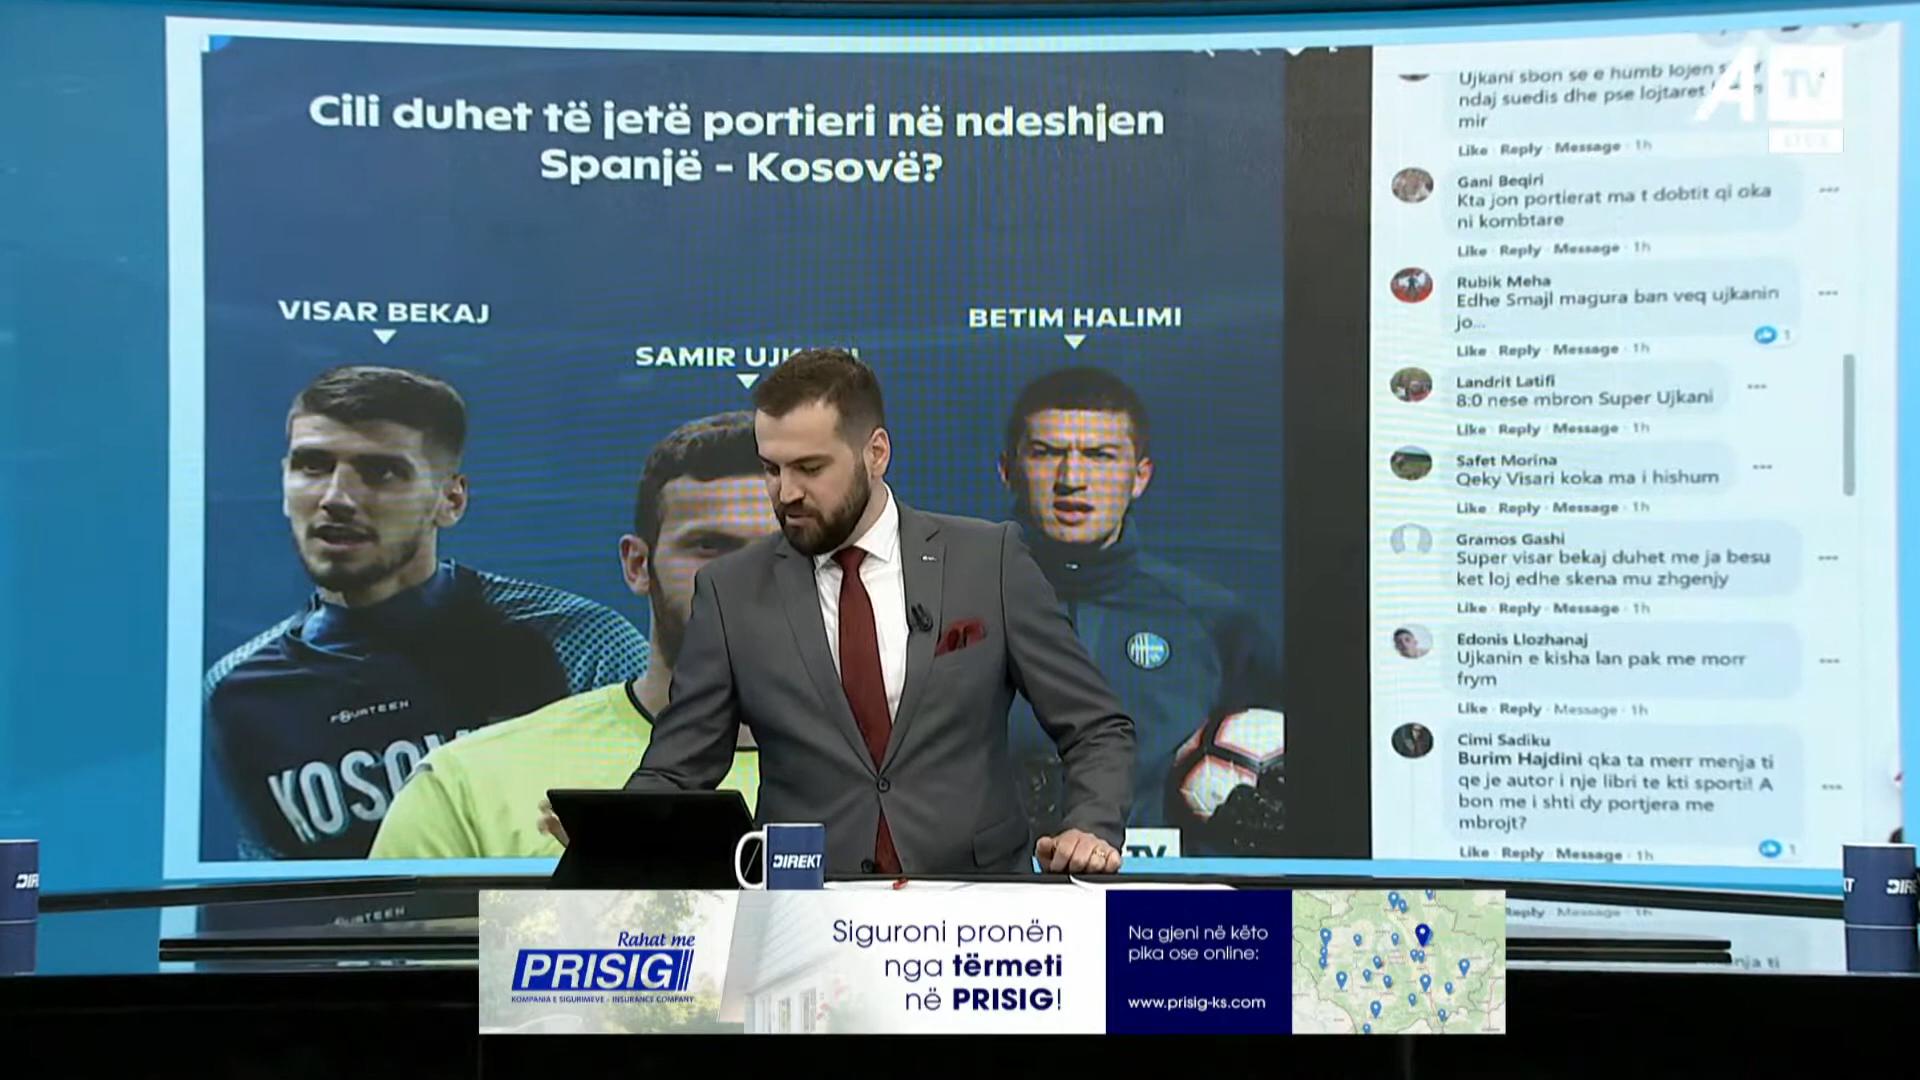 Cili duhet të jetë portieri në ndeshjen
Spanjë - Kosovë?
VISAR BEKAJ
SAMIR
BETIM HALIMI
FOURTEEN
TV
A TV
Ujkani sbon se e humb lojen
ndaj suedis dhe pse lojtaret
mir
Like Reply Message 1h
Gani Beqiri
Kta jon portierat ma t dobtit qi oka
ni kombtare
Like Reply Message 1h
Rubik Meha
Edhe Smajl magura ban veq ujkanin
jo...
1
Like Reply Message 1h
Landrit Latifi
8:0 nese mbron Super Ujkani
Like Reply Message 1h
Safet Morina
Qeky Visari koka ma i hishum
Like Reply Message 1h
Gramos Gashi
Super visar bekaj duhet me ja besu
ket loj edhe skena mu zhgenjy
Like Reply Message 1h
Edonis Llozhanaj
Ujkanin e kisha lan pak me morr
frym
Like Reply Message 1h
Cimi Sadiku
Burim Hajdini qka ta merr menja ti
qe je autor i nje libri te kti sporti! A
bon me i shti dy portjera me
mbrojt?
Like Reply Message 1h
1
DIREKT
Rahat me
PRISIG
KOMPANIA E SIGURIMEVE - INSURANCE COMPANY
Siguroni pronën
nga tërmeti
në PRISIG!
Na gjeni në këto
pika ose online:
www.prisig-ks.com